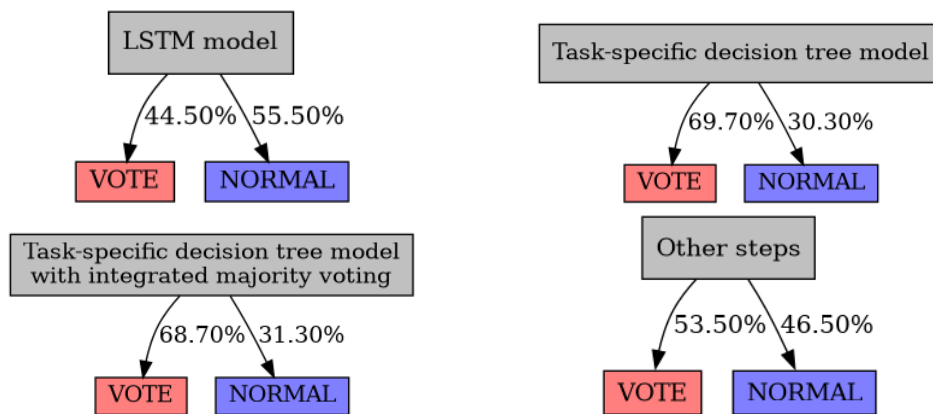 LSTM model
44.50% 55.50%
VOTE NORMAL
Task-specific decision tree model
69.70% 30.30%
VOTE NORMAL
Task-specific decision tree model
with integrated majority voting
68.70% 31.30%
VOTE NORMAL
Other steps
53.50% 46.50%
VOTE NORMAL